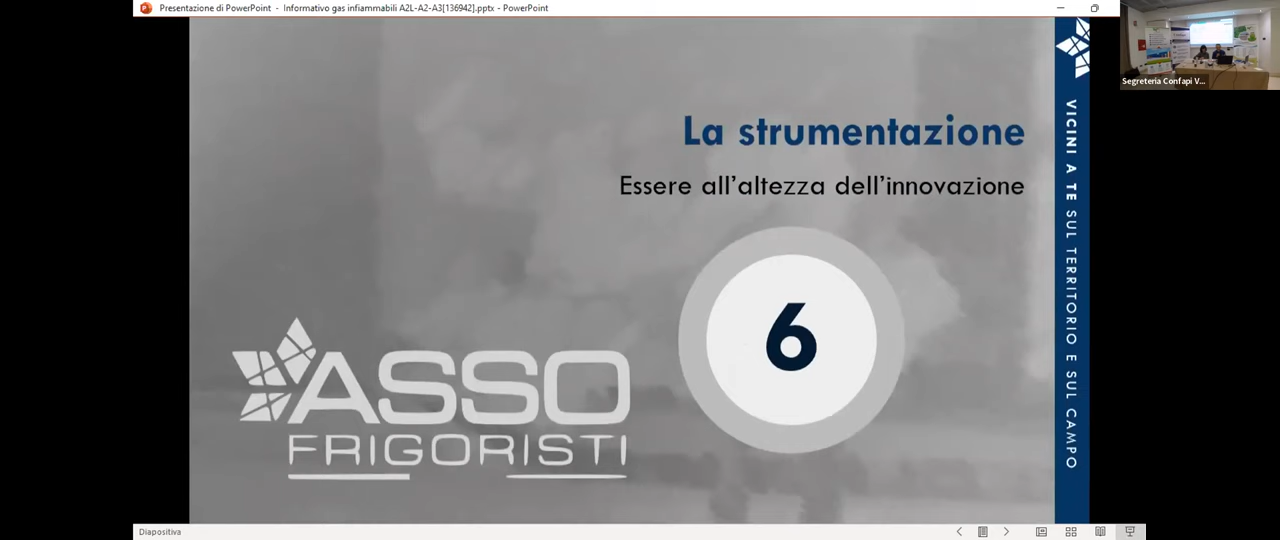 Presentazione di PowerPoint - Informativo gas infiammabili A2L-A2-A3[136942].pptx - PowerPoint
Segreteria Confapi V...
La strumentazione
Essere all'altezza dell'innovazione
6
ASSO
FRIGORISTI
VICINI A TE SUL TERRITORIO E SUL CAMPO
Diapositiva